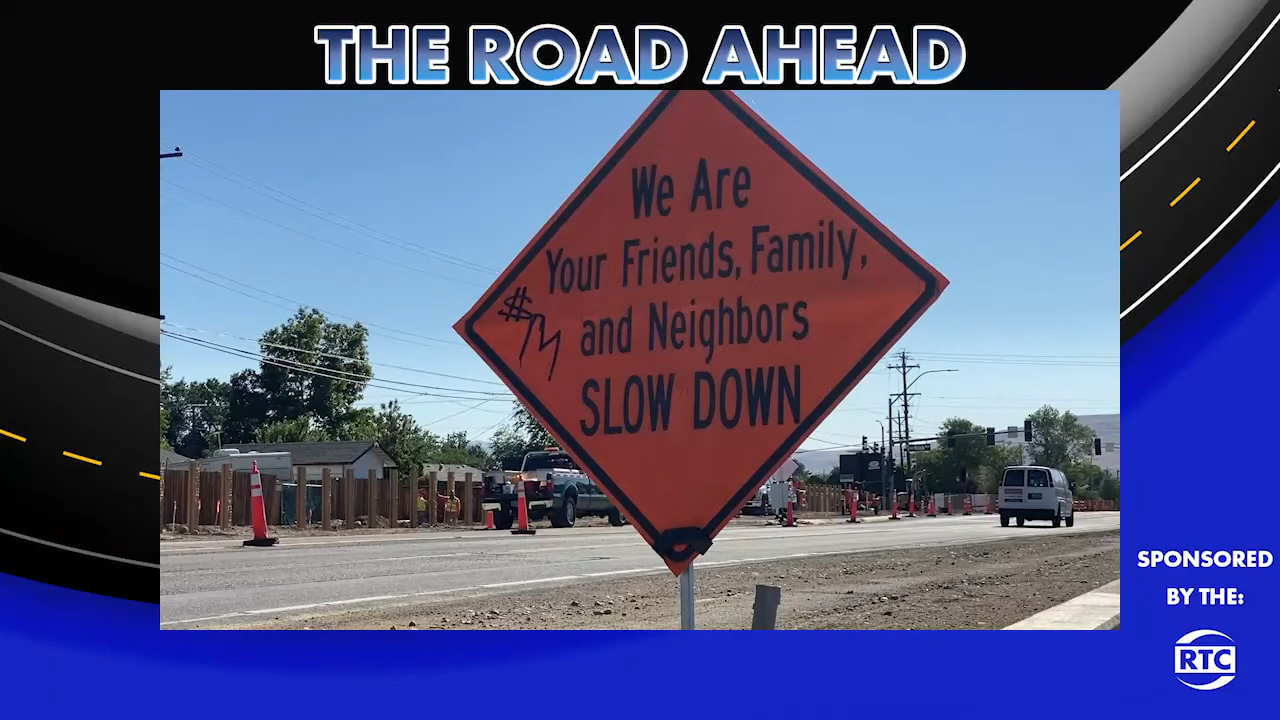 THE ROAD AHEAD
We Are
Your Friends, Family,
and Neighbors
SLOW DOWN
SPONSORED
BY THE:
RTC